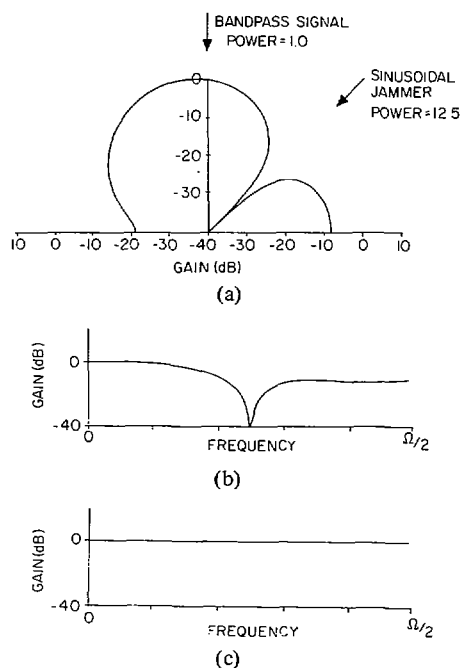 BANDPASS SIGNAL
POWER=1.0
SINUSOIDAL
JAMMER
POWER=12.5
0
-10
-20
-30
10 0 -10 -20 -30 -40 -30 -20 -10 0 10
GAIN (dB)
(a)
GAIN(dB)
0
-40
0 FREQUENCY Ω/2
(b)
GAIN(dB)
0
-40
0 FREQUENCY Ω/2
(c)